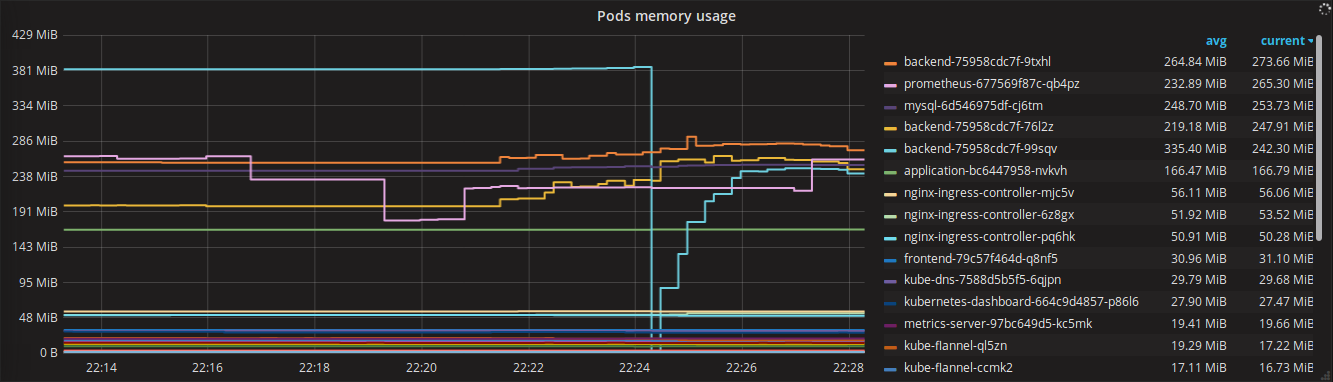 Pods memory usage
429 MiB
381 MiB
334 MiB
286 MiB
238 MiB
191 MiB
143 MiB
95 MiB
48 MiB
0 B
22:14 22:16 22:18 22:20 22:22 22:24 22:26 22:28
avg current
backend-75958cdc7f-9txhl 264.84 MiB 273.66 MiB
prometheus-677569f87c-qb4pz 232.89 MiB 265.30 MiB
mysql-6d546975df-cj6tm 248.70 MiB 253.73 MiB
backend-75958cdc7f-76l2z 219.18 MiB 247.91 MiB
backend-75958cdc7f-99sqv 335.40 MiB 242.30 MiB
application-bc6447958-nvkvh 166.47 MiB 166.79 MiB
nginx-ingress-controller-mjc5v 56.11 MiB 56.06 MiB
nginx-ingress-controller-6z8gx 51.92 MiB 53.52 MiB
nginx-ingress-controller-pq6hk 50.91 MiB 50.28 MiB
frontend-79c57f464d-q8nf5 30.96 MiB 31.10 MiB
kube-dns-7588d5b5f5-6qjpn 29.79 MiB 29.68 MiB
kubernetes-dashboard-664c9d4857-p86l6 27.90 MiB 27.47 MiB
metrics-server-97bc649d5-kc5mk 19.41 MiB 19.66 MiB
kube-flannel-ql5zn 19.29 MiB 17.22 MiB
kube-flannel-ccmk2 17.11 MiB 16.73 MiB